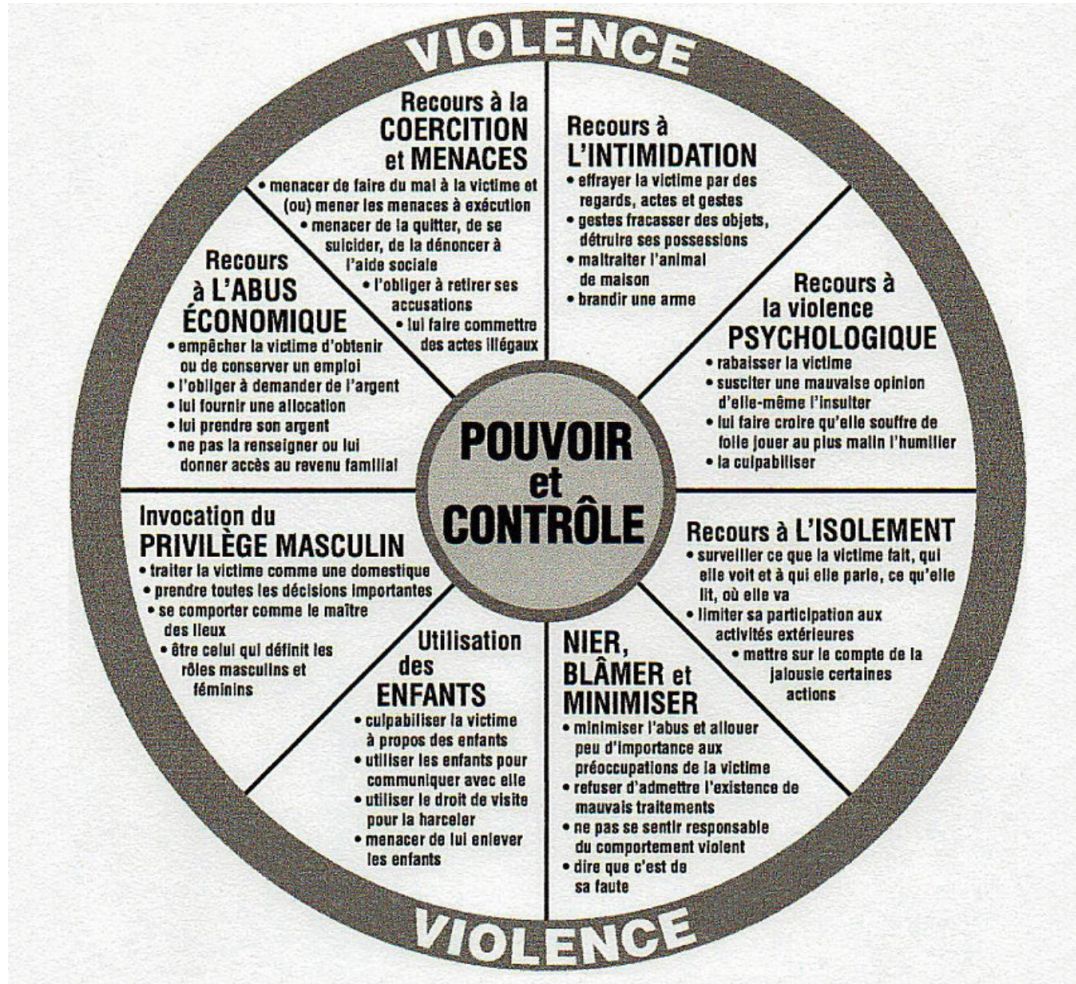 VIOLENCE
Recours à la
COERCITION
et MENACES
• menacer de faire du mal à la victime et
(ou) mener les menaces à exécution
• menacer de la quitter, de se
suicider, de la dénoncer à
l'aide sociale
• l'obliger à retirer ses
accusations
• lui faire commettre
des actes illégaux
Recours à
L'INTIMIDATION
• effrayer la victime par des
regards, actes et gestes
• gestes fracasser des objets,
détruire ses possessions
• maltraiter l'animal
de maison
• brandir une arme
Recours à
la violence
PSYCHOLOGIQUE
• rabaisser la victime
• susciter une mauvaise opinion
d'elle-même l'insulter
• lui faire croire qu'elle souffre de
folie jouer au plus malin l'humilier
• la culpabiliser
Recours à L'ISOLEMENT
• surveiller ce que la victime fait, qui
elle voit et à qui elle parle, ce qu'elle
lit, où elle va
• limiter sa participation aux
activités extérieures
• mettre sur le compte de la
jalousie certaines
actions
NIER,
BLÂMER et
MINIMISER
• minimiser l'abus et allouer
peu d'importance aux
préoccupations de la victime
• refuser d'admettre l'existence de
mauvais traitements
• ne pas se sentir responsable
du comportement violent
• dire que c'est de
sa faute
Utilisation
des
ENFANTS
• culpabiliser la victime
à propos des enfants
• utiliser les enfants pour
communiquer avec elle
• utiliser le droit de visite
pour la harceler
• menacer de lui enlever
les enfants
Invocation du
PRIVILÈGE MASCULIN
• traiter la victime comme une domestique
• prendre toutes les décisions importantes
• se comporter comme le maître
des lieux
• être celui qui définit les
rôles masculins et
féminins
Recours
à L'ABUS
ÉCONOMIQUE
• empêcher la victime d'obtenir
ou de conserver un emploi
• l'obliger à demander de l'argent
• lui fournir une allocation
• lui prendre son argent
• ne pas la renseigner ou lui
donner accès au revenu familial
POUVOIR
et
CONTRÔLE
VIOLENCE